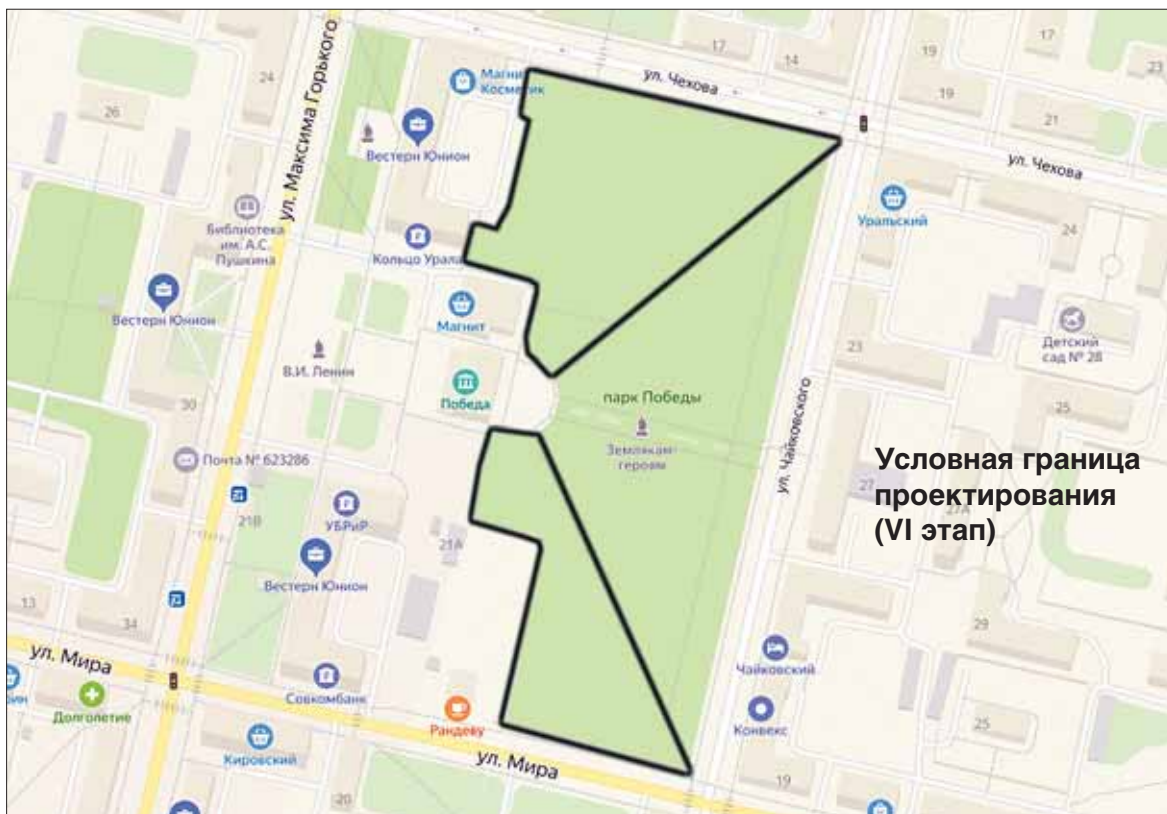 17
14
19
17
23
24
Магнит
Косметик
ул. Чехова
19
21
26
ул. Максима Горького
Вестерн Юнион
ул. Чехова
Библиотека
им. А.С.
Пушкина
Уральский
24
Кольцо Урала
Вестерн Юнион
Магнит
Детский
сад № 28
В.И. Ленин
23
30
Победа
парк Победы
25
Землякам-
героям
ул. Чайковского
Почта № 623286
Условная граница
проектирования
(VI этап)
27
27А
21В
УБРиР
21А
Вестерн Юнион
13
34
29
ул. Мира
Чайковский
Совкомбанк
Долголетие
Рандеву
Конвекс
25
Кировский
ул. Мира
19
20